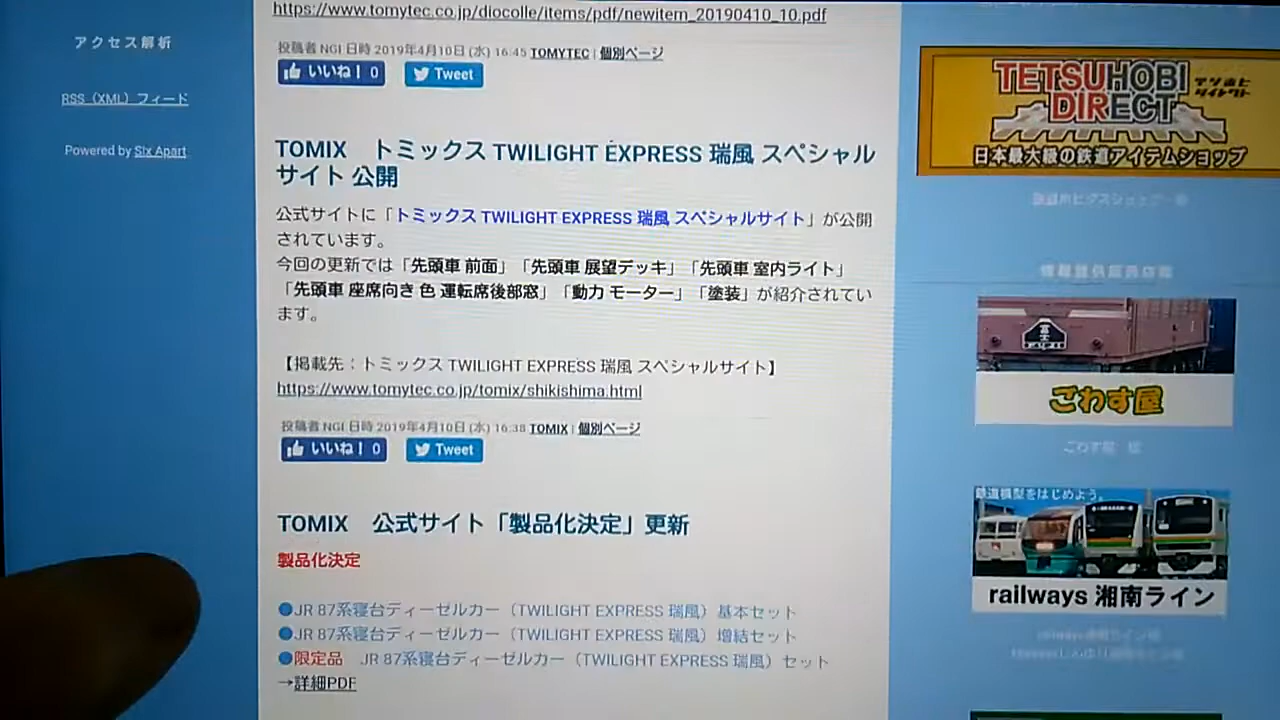 アクセス解析
RSS（XML）フィード
Powered by Six Apart
https://www.tomytec.co.jp/diocolle/items/pdf/newitem_20190410_10.pdf
投稿者 NGI 日時 2019年4月10日 (水) 16:45 TOMYTEC | 個別ページ
いいね！ 0
Tweet
TOMIX　トミックス TWILIGHT EXPRESS 瑞風 スペシャル
サイト 公開
公式サイトに「トミックス TWILIGHT EXPRESS 瑞風 スペシャルサイト」が公開
されています。
今回の更新では「先頭車 前面」「先頭車 展望デッキ」「先頭車 室内ライト」
「先頭車 座席向き 色 運転席後部窓」「動力 モーター」「塗装」が紹介されてい
ます。
【掲載先：トミックス TWILIGHT EXPRESS 瑞風 スペシャルサイト】
https://www.tomytec.co.jp/tomix/shikishima.html
投稿者 NGI 日時 2019年4月10日 (水) 16:38 TOMIX | 個別ページ
いいね！ 0
Tweet
TOMIX　公式サイト「製品化決定」更新
製品化決定
●JR 87系寝台ディーゼルカー（TWILIGHT EXPRESS 瑞風）基本セット
●JR 87系寝台ディーゼルカー（TWILIGHT EXPRESS 瑞風）増結セット
●限定品　JR 87系寝台ディーゼルカー（TWILIGHT EXPRESS 瑞風）セット
→詳細PDF
TETSUHOBI
DIRECT
日本最大級の鉄道アイテムショップ
富士
ごわす屋
ごわす屋 様
鉄道模型をはじめよう。
railways 湘南ライン